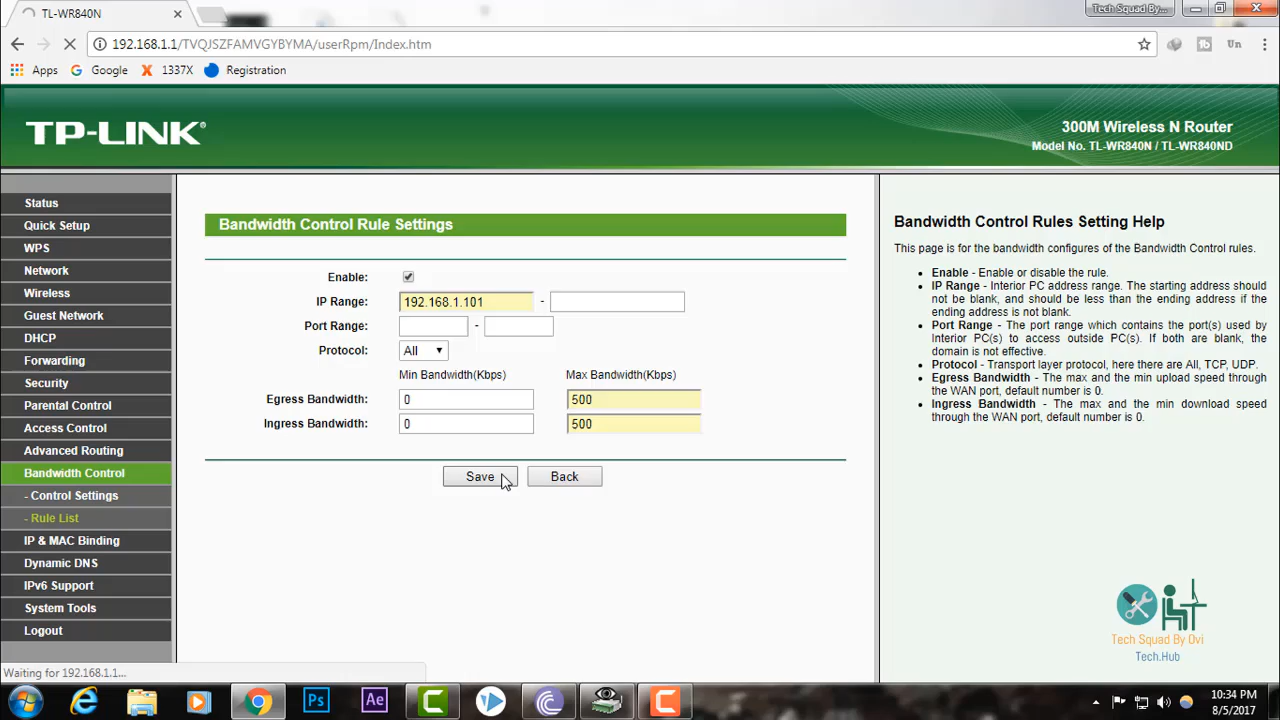 TL-WR840N
Tech Squad By...
192.168.1.1/TVQJSZFAMVGYBYMA/userRpm/Index.htm
Apps Google 1337X Registration
TP-LINK
300M Wireless N Router
Model No. TL-WR840N / TL-WR840ND
Status
Quick Setup
WPS
Network
Wireless
Guest Network
DHCP
Forwarding
Security
Parental Control
Access Control
Advanced Routing
Bandwidth Control
- Control Settings
- Rule List
IP & MAC Binding
Dynamic DNS
IPv6 Support
System Tools
Logout
Bandwidth Control Rule Settings
Enable:
IP Range: 192.168.1.101 -
Port Range: -
Protocol: All
Min Bandwidth(Kbps) Max Bandwidth(Kbps)
Egress Bandwidth: 0 500
Ingress Bandwidth: 0 500
Save Back
Bandwidth Control Rules Setting Help
This page is for the bandwidth configures of the Bandwidth Control rules.
Enable - Enable or disable the rule.
IP Range - Interior PC address range. The starting address should
not be blank, and should be less than the ending address if the
ending address is not blank.
Port Range - The port range which contains the port(s) used by
Interior PC(s) to access outside PC(s). If both are blank, the
domain is not effective.
Protocol - Transport layer protocol, here there are All, TCP, UDP.
Egress Bandwidth - The max and the min upload speed through
the WAN port, default number is 0.
Ingress Bandwidth - The max and the min download speed
through the WAN port, default number is 0.
Tech Squad By Ovi
Tech.Hub
Waiting for 192.168.1.1...
Ps Ae
10:34 PM
8/5/2017